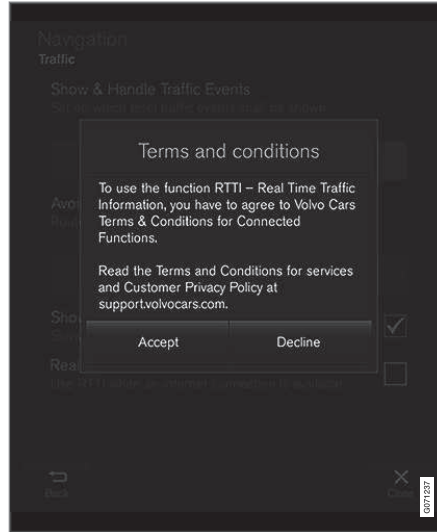 Navigation
Traffic
Show & Handle Traffic Events
Terms and conditions
To use the function RTTI – Real Time Traffic
Information, you have to agree to Volvo Cars
Terms & Conditions for Connected
Functions.
Read the Terms and Conditions for services
and Customer Privacy Policy at
support.volvocars.com.
Accept
Decline
Back
Close
G071237